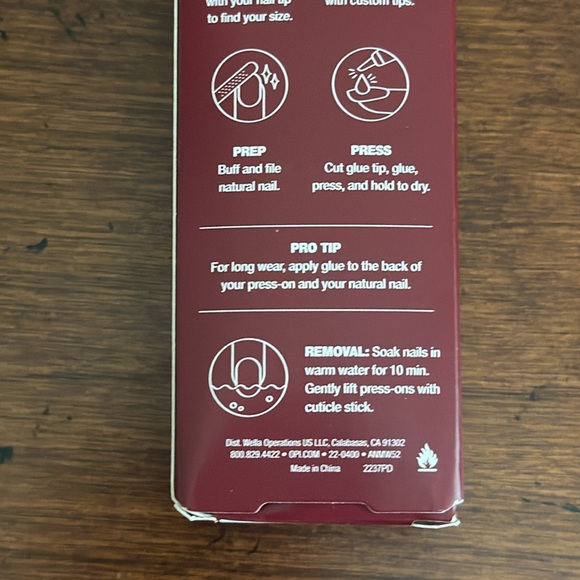 with your nail tip
to find your size.
with custom tips.
PREP
Buff and file
natural nail.
PRESS
Cut glue tip, glue,
press, and hold to dry.
PRO TIP
For long wear, apply glue to the back of
your press-on and your natural nail.
REMOVAL: Soak nails in
warm water for 10 min.
Gently lift press-ons with
cuticle stick.
Dist. Wella Operations US LLC, Calabasas, CA 91302
800.829.4422 • OPI.COM • 22-0400 • ANMW52
Made in China 2237PD